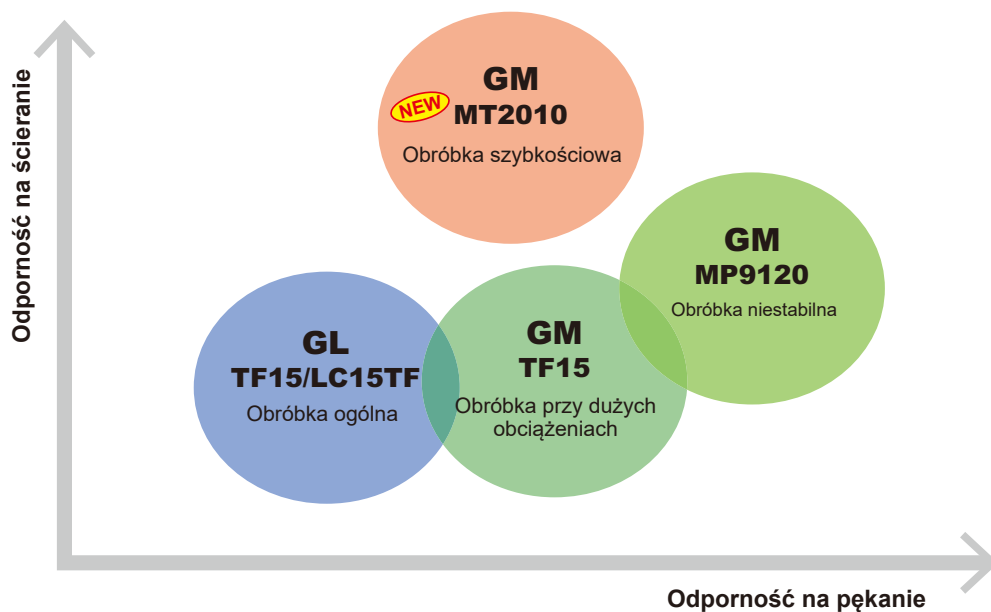 Odporność na ścieranie
GM
NEW
MT2010
Obróbka szybkościowa
GM
MP9120
Obróbka niestabilna
GL
TF15/LC15TF
Obróbka ogólna
GM
TF15
Obróbka przy dużych
obciążeniach
Odporność na pękanie